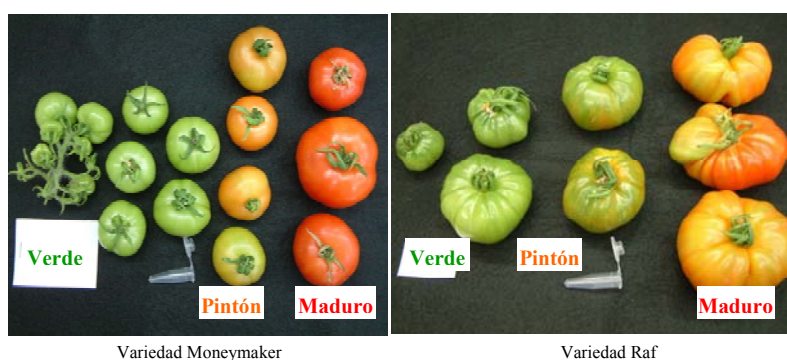 Verde
Pintón
Maduro
Variedad Moneymaker
Verde
Pintón
Maduro
Variedad Raf